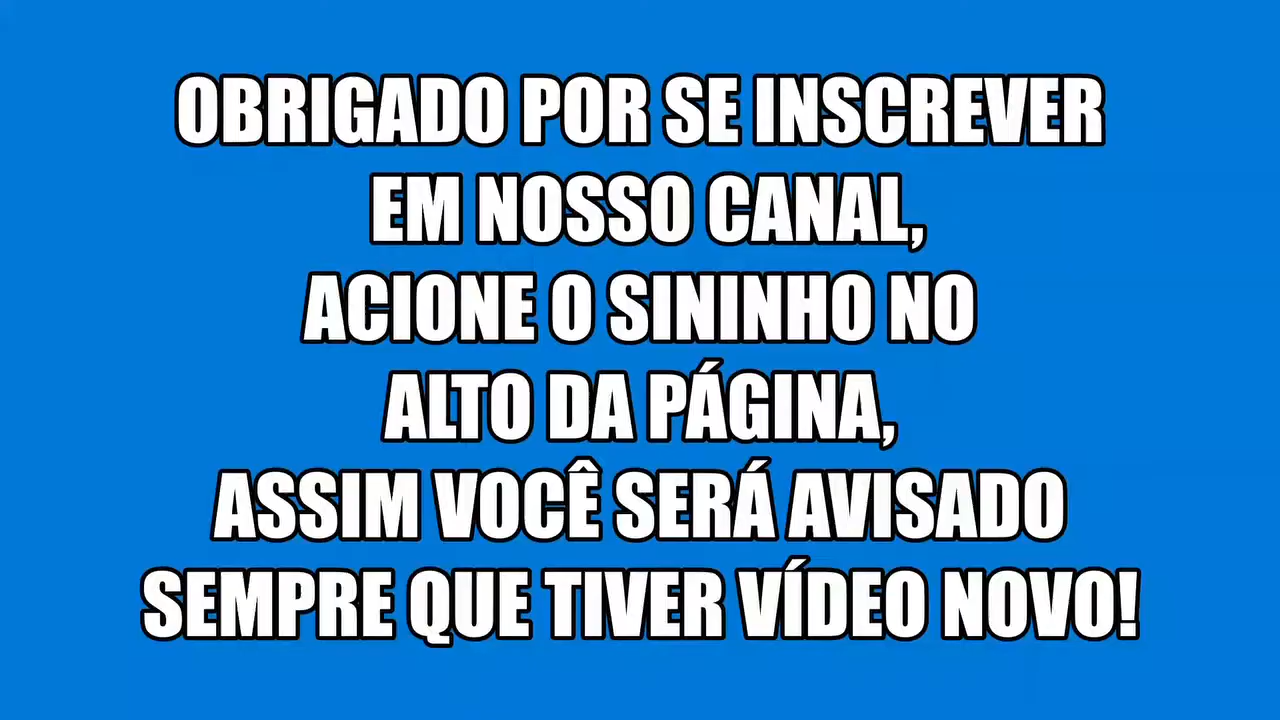 OBRIGADO POR SE INSCREVER
EM NOSSO CANAL,
ACIONE O SININHO NO
ALTO DA PÁGINA,
ASSIM VOCÊ SERÁ AVISADO
SEMPRE QUE TIVER VÍDEO NOVO!